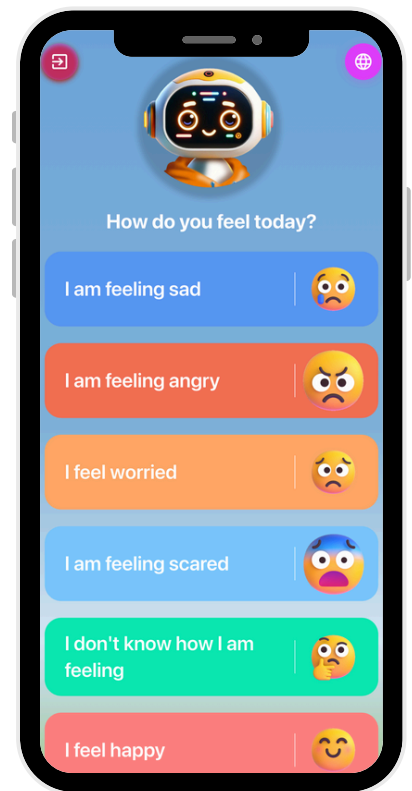 How do you feel today?
I am feeling sad
I am feeling angry
I feel worried
I am feeling scared
I don't know how I am
feeling
I feel happy